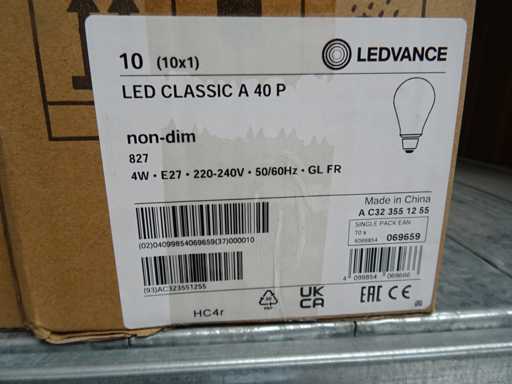 10 (10x1)
LEDVANCE
LED CLASSIC A 40 P
non-dim
827
4W • E27 • 220-240V • 50/60Hz • GL FR
Made in China
A C32 355 12 55
SINGLE PACK EAN
069659
(02)04099854069659(37)000010
(93)AC323551255
HC4r
UK
CA
EAC CE